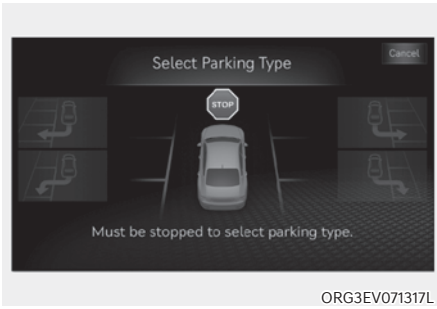 Select Parking Type
Cancel
STOP
Must be stopped to select parking type.
ORG3EV071317L